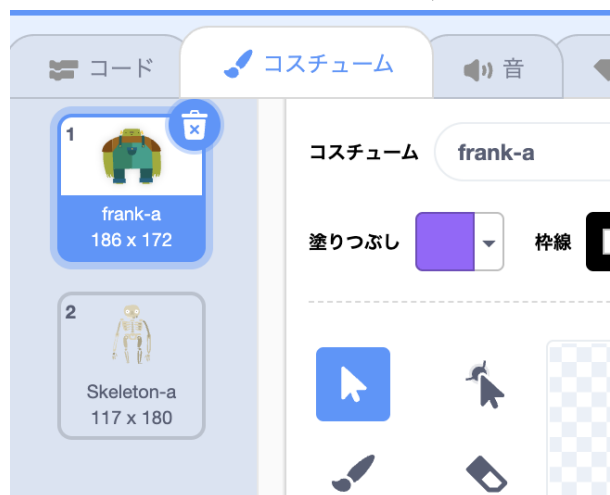 コード
コスチューム
音
1
frank-a
186 x 172
2
Skeleton-a
117 x 180
コスチューム
frank-a
塗りつぶし
枠線